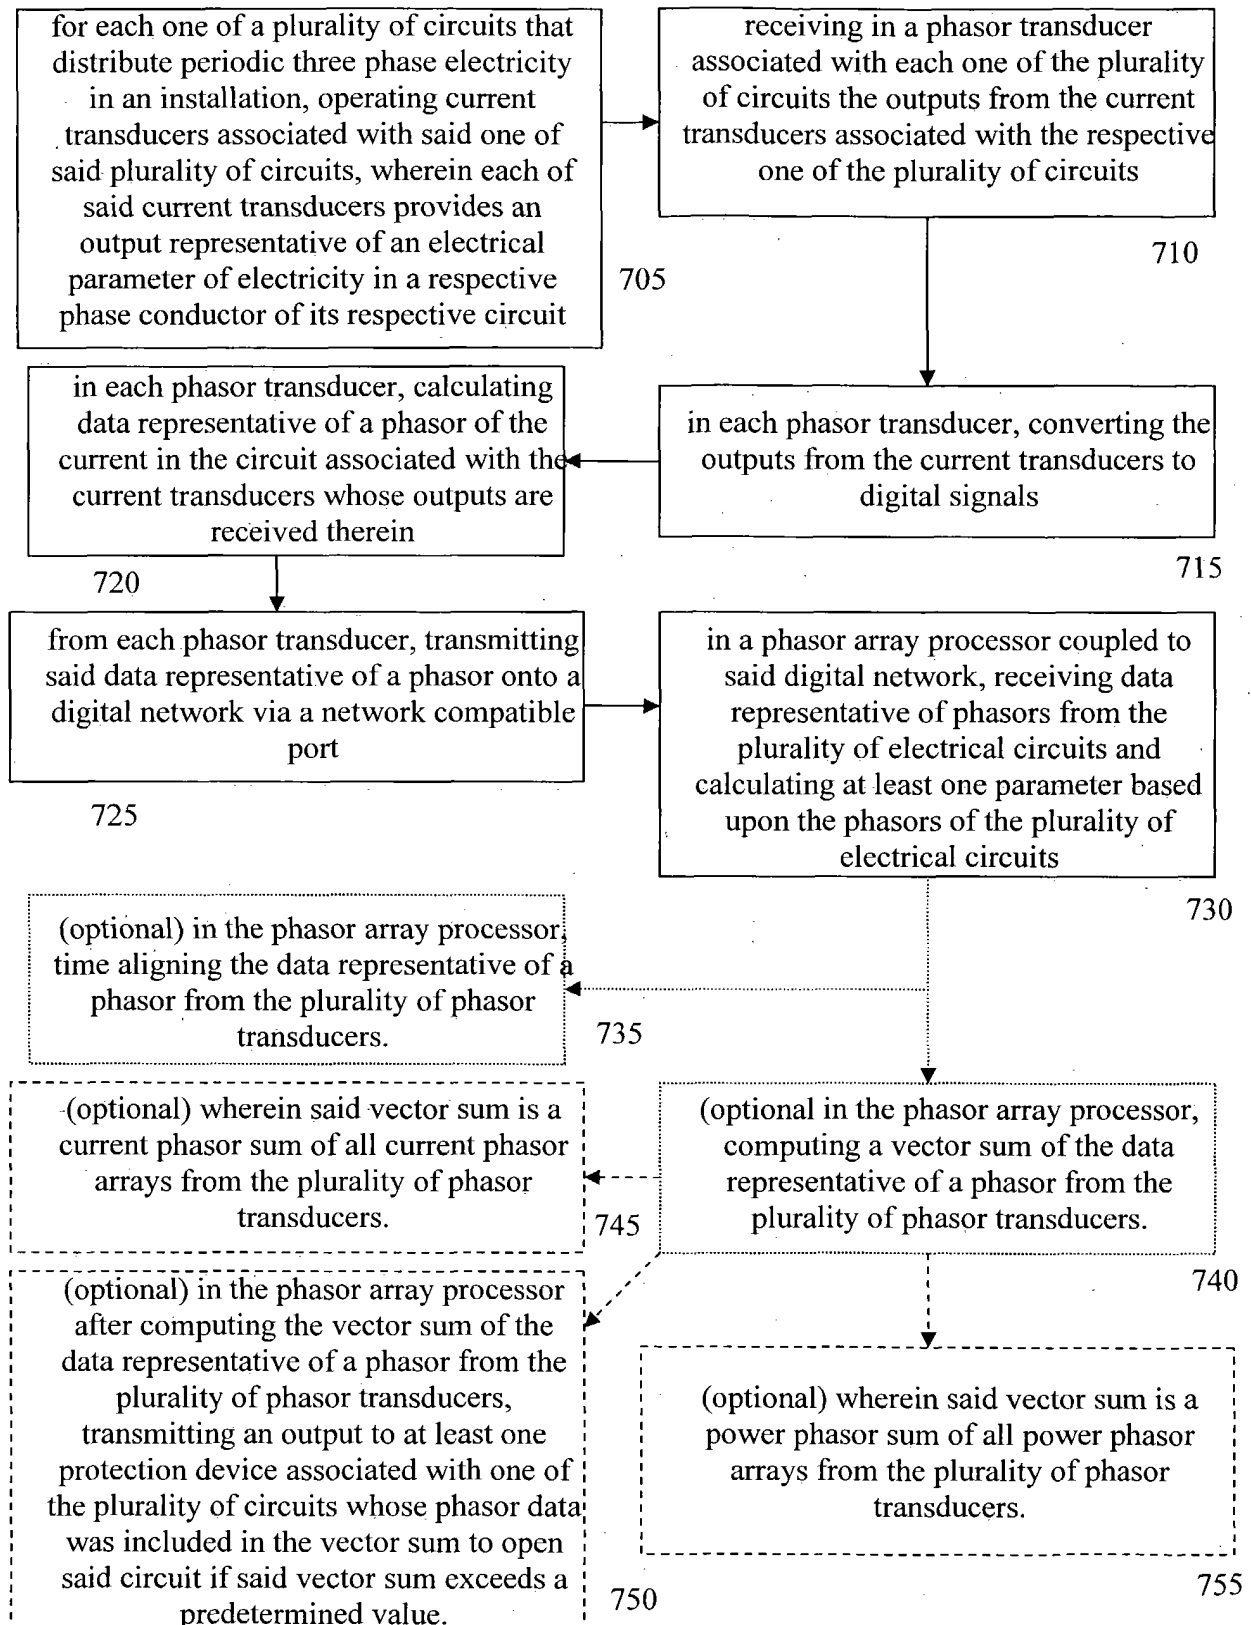 for each one of a plurality of circuits that
distribute periodic three phase electricity
in an installation, operating current
transducers associated with said one of
said plurality of circuits, wherein each of
said current transducers provides an
output representative of an electrical
parameter of electricity in a respective
phase conductor of its respective circuit
705
receiving in a phasor transducer
associated with each one of the plurality
of circuits the outputs from the current
transducers associated with the respective
one of the plurality of circuits
710
in each phasor transducer, converting the
outputs from the current transducers to
digital signals
715
in each phasor transducer, calculating
data representative of a phasor of the
current in the circuit associated with the
current transducers whose outputs are
received therein
720
from each phasor transducer, transmitting
said data representative of a phasor onto a
digital network via a network compatible
port
725
in a phasor array processor coupled to
said digital network, receiving data
representative of phasors from the
plurality of electrical circuits and
calculating at least one parameter based
upon the phasors of the plurality of
electrical circuits
730
(optional) in the phasor array processor,
time aligning the data representative of a
phasor from the plurality of phasor
transducers.
735
(optional in the phasor array processor,
computing a vector sum of the data
representative of a phasor from the
plurality of phasor transducers.
740
(optional) wherein said vector sum is a
current phasor sum of all current phasor
arrays from the plurality of phasor
transducers.
745
(optional) in the phasor array processor
after computing the vector sum of the
data representative of a phasor from the
plurality of phasor transducers,
transmitting an output to at least one
protection device associated with one of
the plurality of circuits whose phasor data
was included in the vector sum to open
said circuit if said vector sum exceeds a
predetermined value.
750
(optional) wherein said vector sum is a
power phasor sum of all power phasor
arrays from the plurality of phasor
transducers.
755